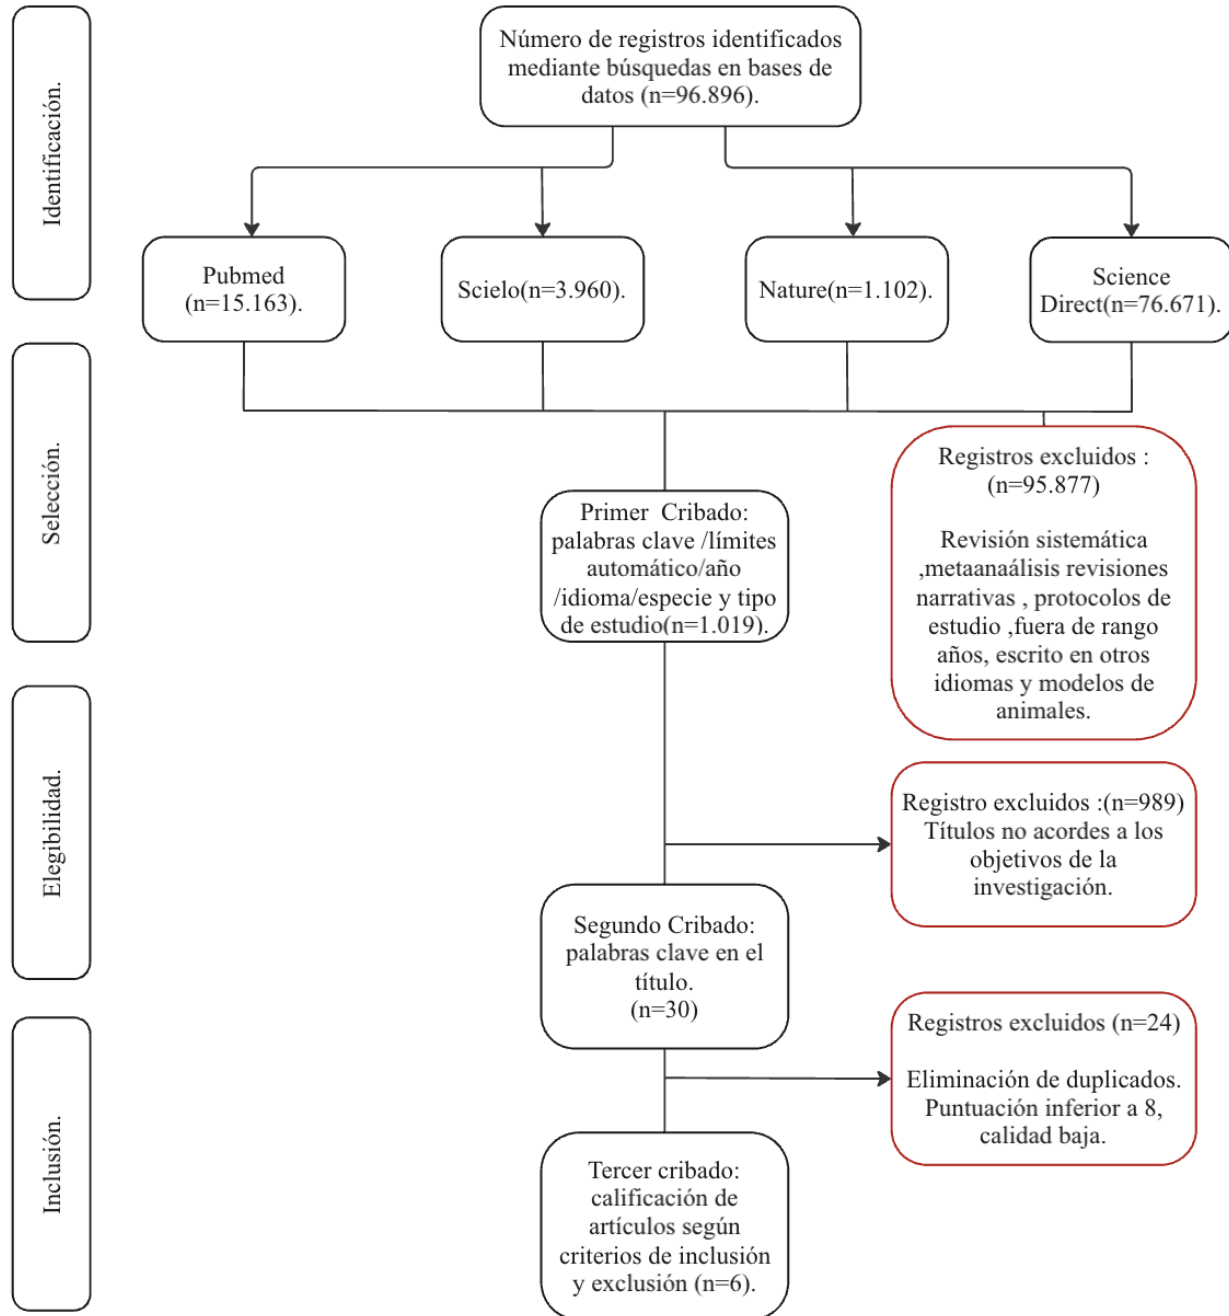 Identificación.
Número de registros identificados
mediante búsquedas en bases de
datos (n=96.896).
Pubmed
(n=15.163).
Scielo(n=3.960).
Nature(n=1.102).
Science
Direct(n=76.671).
Selección.
Primer Cribado:
palabras clave /límites
automático/año
/idioma/especie y tipo
de estudio(n=1.019).
Registros excluidos :
(n=95.877)
Revisión sistemática
,metaanaálisis revisiones
narrativas , protocolos de
estudio ,fuera de rango
años, escrito en otros
idiomas y modelos de
animales.
Elegibilidad.
Registro excluidos :(n=989)
Títulos no acordes a los
objetivos de la
investigación.
Segundo Cribado:
palabras clave en el
título.
(n=30)
Inclusión.
Registros excluidos (n=24)
Eliminación de duplicados.
Puntuación inferior a 8,
calidad baja.
Tercer cribado:
calificación de
artículos según
criterios de inclusión
y exclusión (n=6).